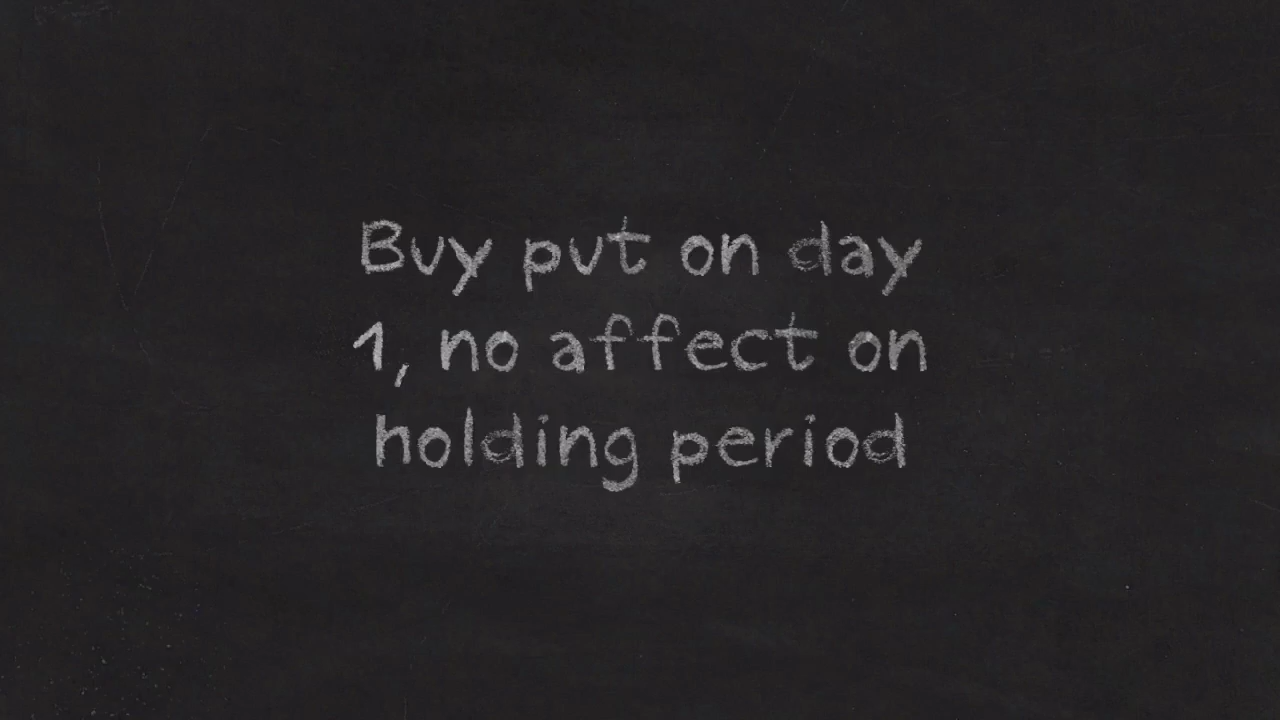 Buy put on day
1, no affect on
holding period